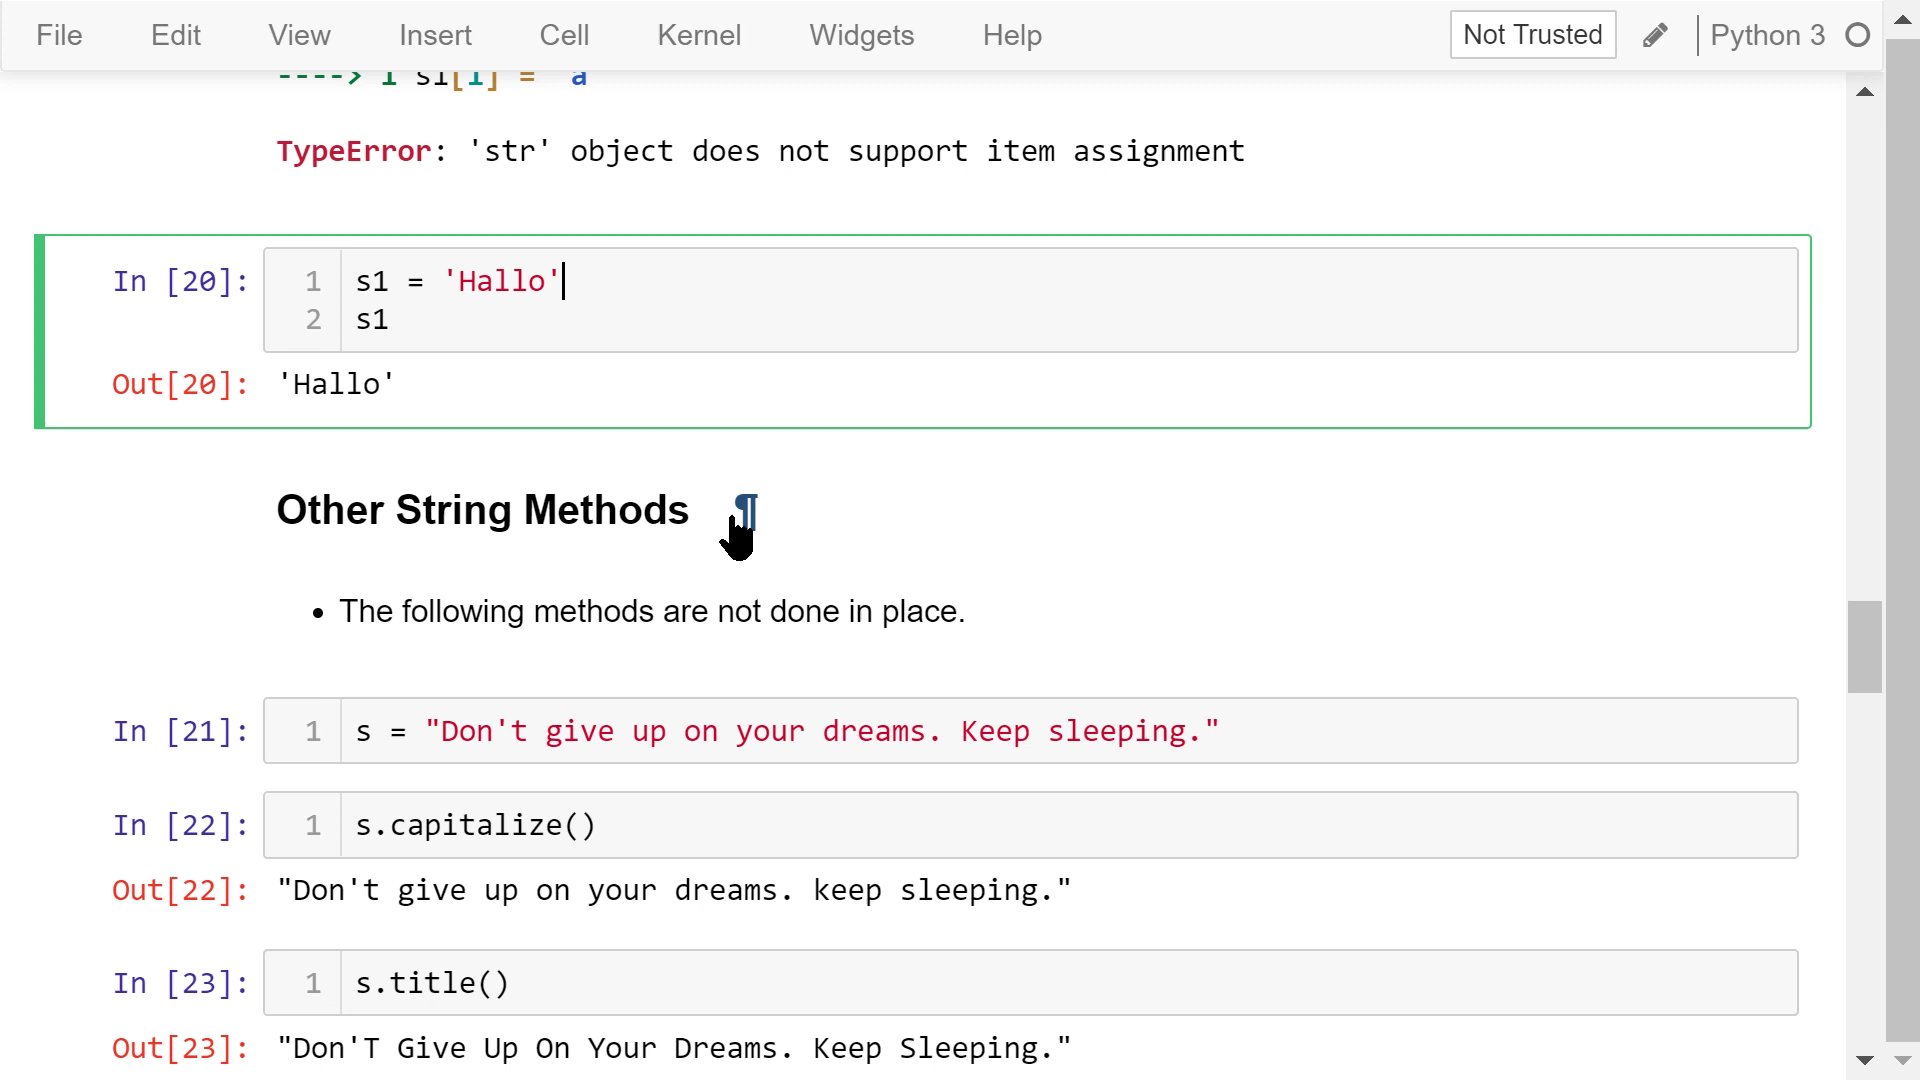 File Edit View Insert Cell Kernel Widgets Help Not Trusted Python 3
----> 1 s1[1] = 'a'
TypeError: 'str' object does not support item assignment
In [20]: 1 s1 = 'Hallo'
2 s1
Out[20]: 'Hallo'
Other String Methods ¶
• The following methods are not done in place.
In [21]: 1 s = "Don't give up on your dreams. Keep sleeping."
In [22]: 1 s.capitalize()
Out[22]: "Don't give up on your dreams. keep sleeping."
In [23]: 1 s.title()
Out[23]: "Don'T Give Up On Your Dreams. Keep Sleeping."